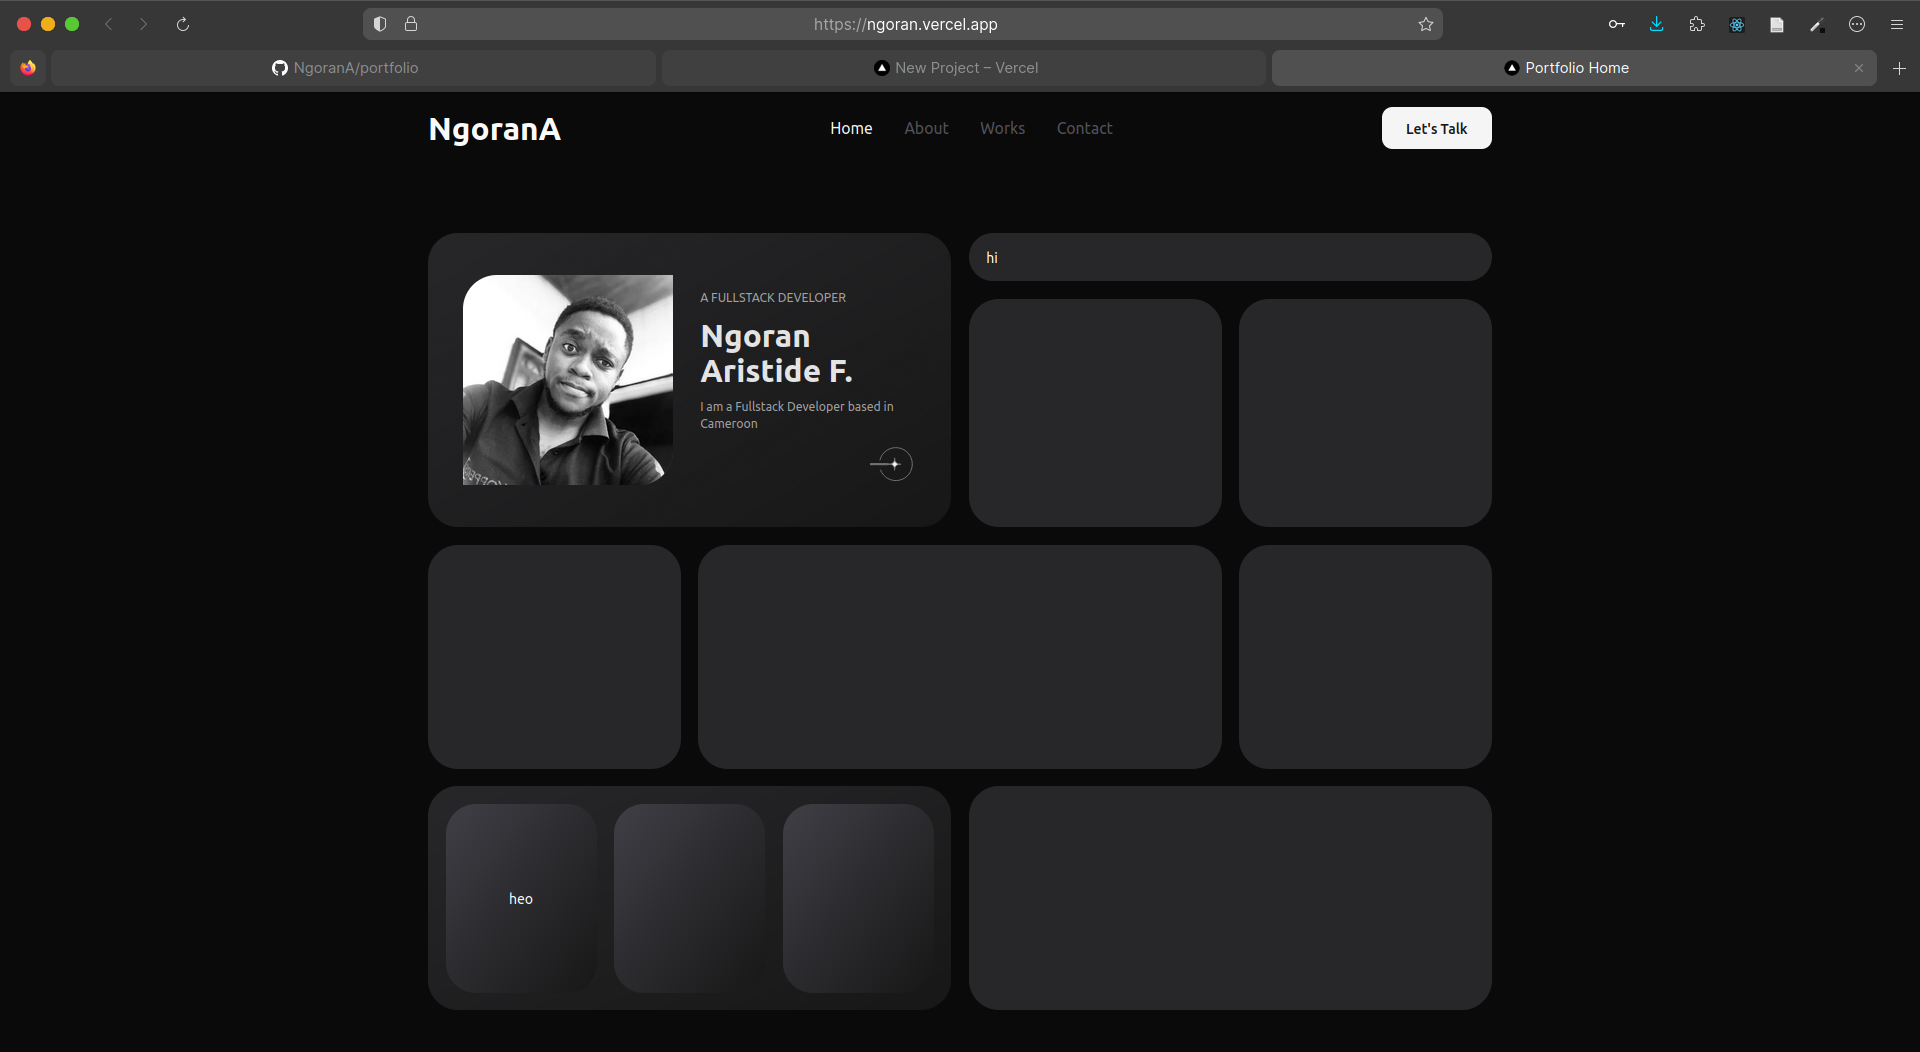 https://ngoran.vercel.app
NgoranA/portfolio
New Project – Vercel
Portfolio Home
NgoranA
Home
About
Works
Contact
Let's Talk
A FULLSTACK DEVELOPER
Ngoran
Aristide F.
I am a Fullstack Developer based in
Cameroon
hi
heo